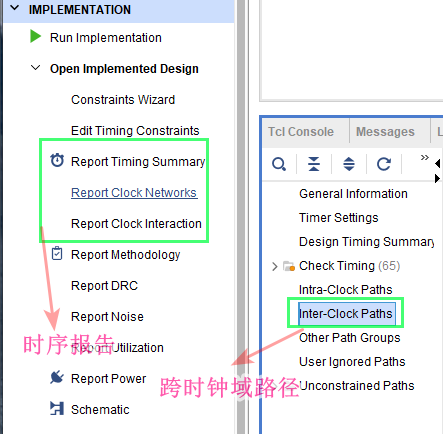 IMPLEMENTATION
Run Implementation
Open Implemented Design
Constraints Wizard
Edit Timing Constraints
Report Timing Summary
Report Clock Networks
Report Clock Interaction
Report Methodology
Report DRC
Report Noise
Report Utilization
Report Power
Schematic
时序报告
Tcl Console
Messages
General Information
Timer Settings
Design Timing Summary
Check Timing (65)
Intra-Clock Paths
Inter-Clock Paths
Other Path Groups
User Ignored Paths
Unconstrained Paths
跨时钟域路径